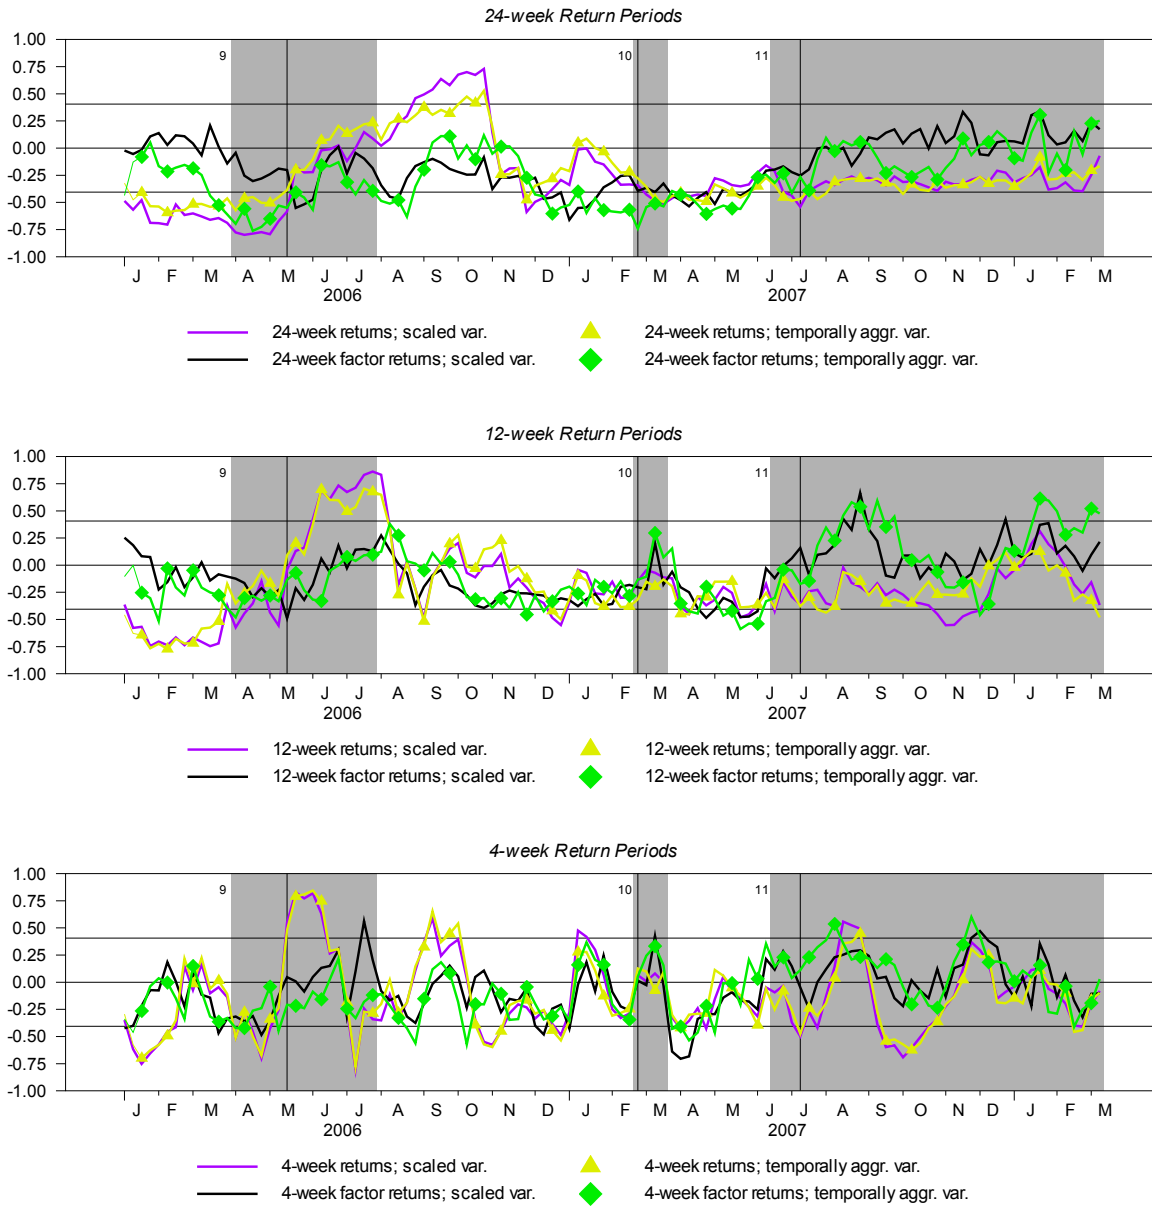 24-week Return Periods
1.00
0.75
0.50
0.25
0.00
-0.25
-0.50
-0.75
-1.00
9
10
11
J F M A M J J A S O N D J F M A M J J A S O N D J F M
2006
2007
24-week returns; scaled var.
24-week returns; temporally aggr. var.
24-week factor returns; scaled var.
24-week factor returns; temporally aggr. var.
12-week Return Periods
1.00
0.75
0.50
0.25
0.00
-0.25
-0.50
-0.75
-1.00
9
10
11
J F M A M J J A S O N D J F M A M J J A S O N D J F M
2006
2007
12-week returns; scaled var.
12-week returns; temporally aggr. var.
12-week factor returns; scaled var.
12-week factor returns; temporally aggr. var.
4-week Return Periods
1.00
0.75
0.50
0.25
0.00
-0.25
-0.50
-0.75
-1.00
9
10
11
J F M A M J J A S O N D J F M A M J J A S O N D J F M
2006
2007
4-week returns; scaled var.
4-week returns; temporally aggr. var.
4-week factor returns; scaled var.
4-week factor returns; temporally aggr. var.